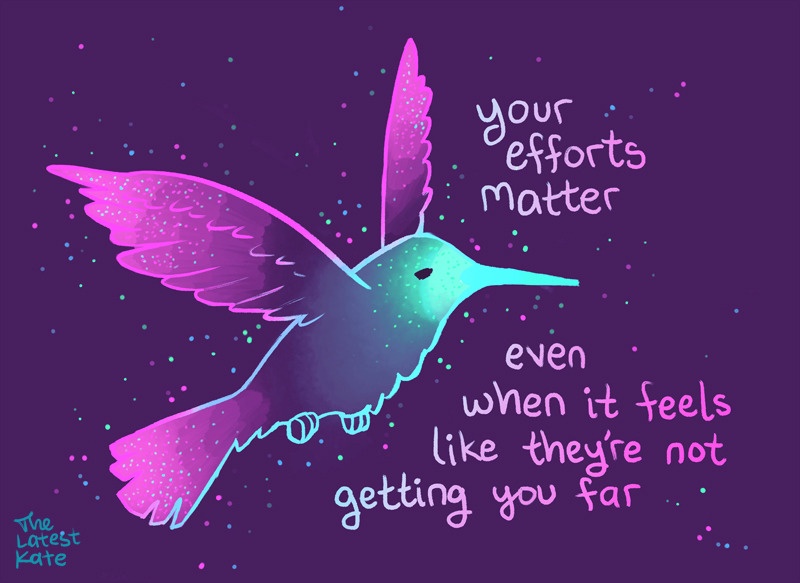 your
efforts
matter
even
when it feels
like they're not
getting you far
The
Latest
Kate